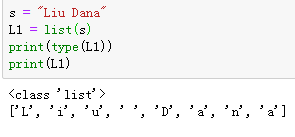 s = "Liu Dana"
L1 = list(s)
print(type(L1))
print(L1)
<class 'list'>
['L', 'i', 'u', ' ', 'D', 'a', 'n', 'a']